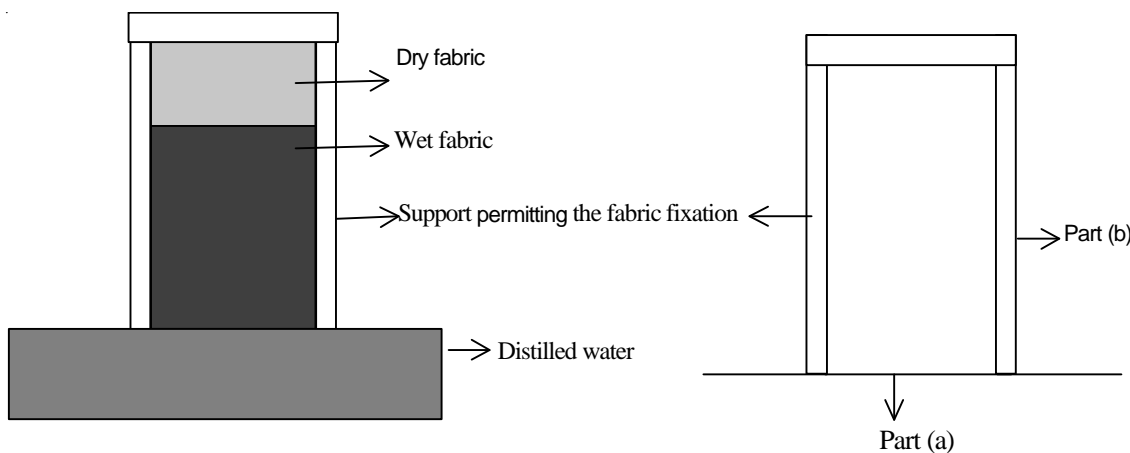 Dry fabric
Wet fabric
Support permitting the fabric fixation
Part (b)
Distilled water
Part (a)